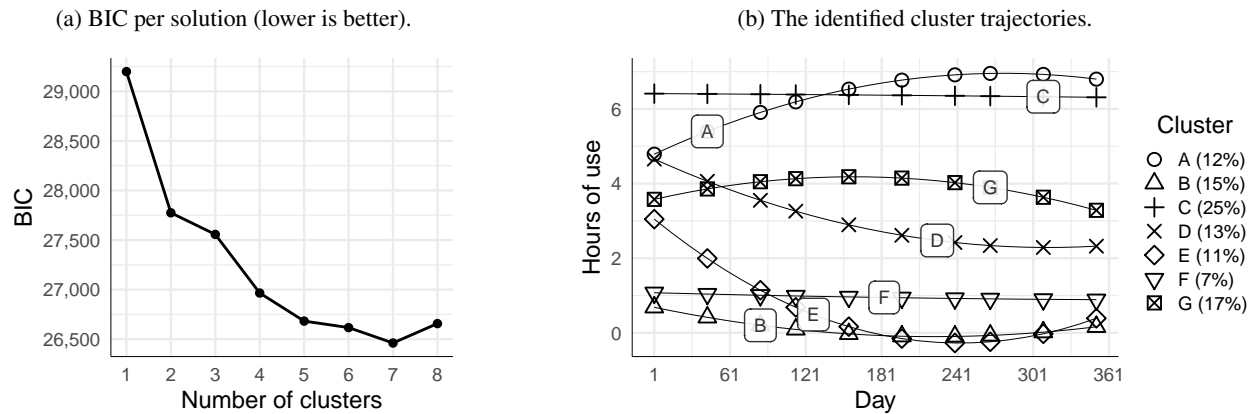 (a) BIC per solution (lower is better).
29,000
28,500
28,000
27,500
27,000
26,500
BIC
1 2 3 4 5 6 7 8
Number of clusters
(b) The identified cluster trajectories.
6
4
2
0
Hours of use
A
C
G
D
F
E
B
1 61 121 181 241 301 361
Day
Cluster
A (12%)
B (15%)
C (25%)
D (13%)
E (11%)
F (7%)
G (17%)